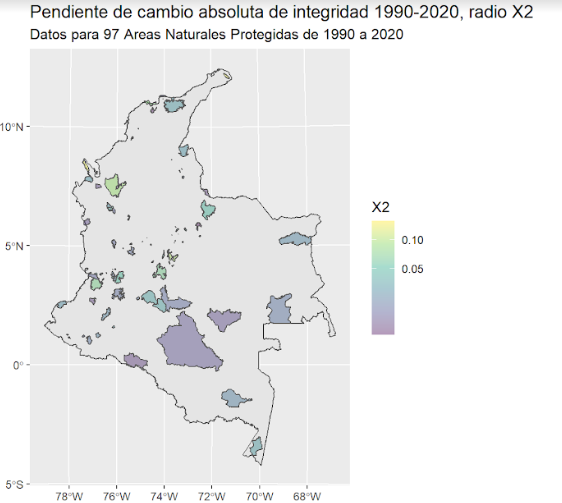 Pendiente de cambio absoluta de integridad 1990-2020, radio X2
Datos para 97 Areas Naturales Protegidas de 1990 a 2020
10°N
5°N
0°
5°S
78°W 76°W 74°W 72°W 70°W 68°W
X2
0.10
0.05